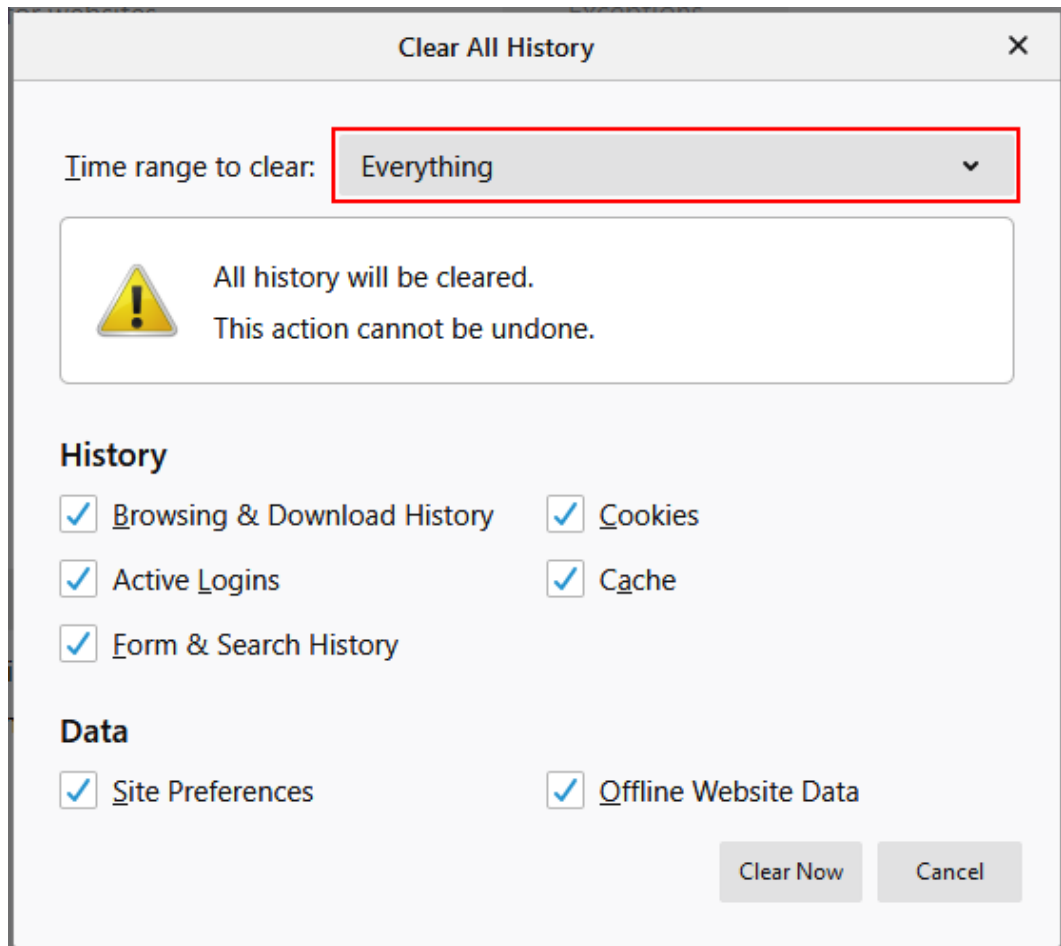 Clear All History
Time range to clear: Everything
All history will be cleared.
This action cannot be undone.
History
Browsing & Download History Cookies
Active Logins Cache
Form & Search History
Data
Site Preferences Offline Website Data
Clear Now Cancel